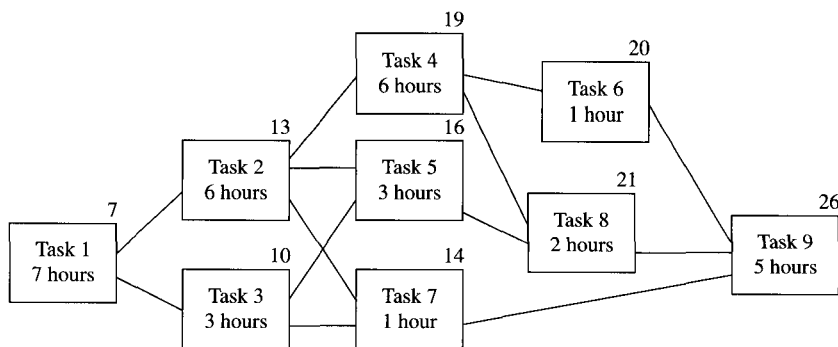 7
Task 1
7 hours
13
Task 2
6 hours
10
Task 3
3 hours
19
Task 4
6 hours
16
Task 5
3 hours
14
Task 7
1 hour
20
Task 6
1 hour
21
Task 8
2 hours
26
Task 9
5 hours